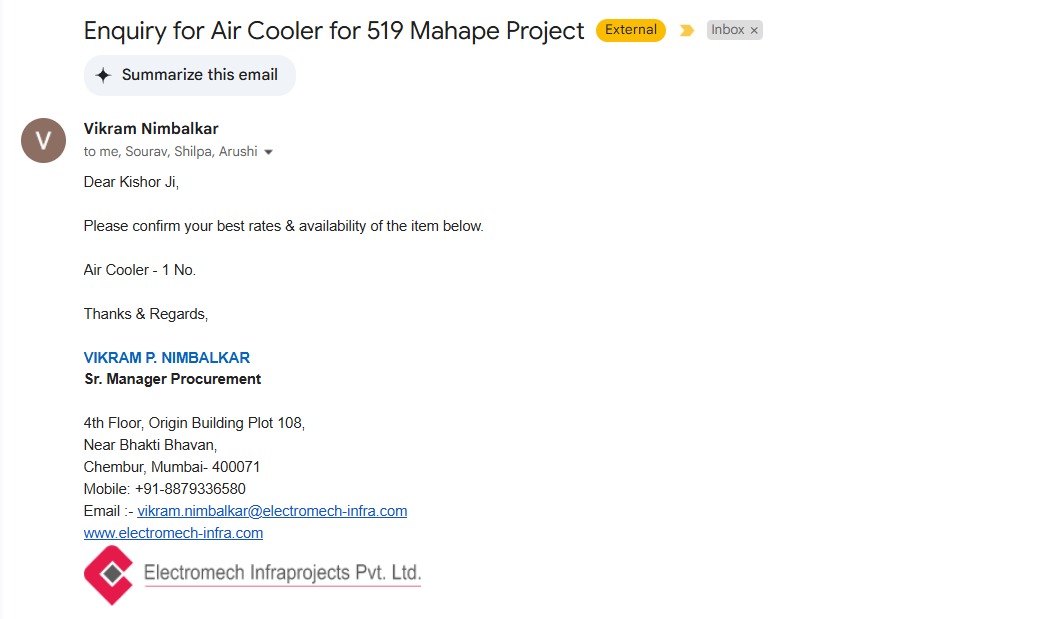 Enquiry for Air Cooler for 519 Mahape Project External Inbox ×
Summarize this email
V
Vikram Nimbalkar
to me, Sourav, Shilpa, Arushi
Dear Kishor Ji,
Please confirm your best rates & availability of the item below.
Air Cooler - 1 No.
Thanks & Regards,
VIKRAM P. NIMBALKAR
Sr. Manager Procurement
4th Floor, Origin Building Plot 108,
Near Bhakti Bhavan,
Chembur, Mumbai- 400071
Mobile: +91-8879336580
Email :- vikram.nimbalkar@electromech-infra.com
www.electromech-infra.com
Electromech Infraprojects Pvt. Ltd.